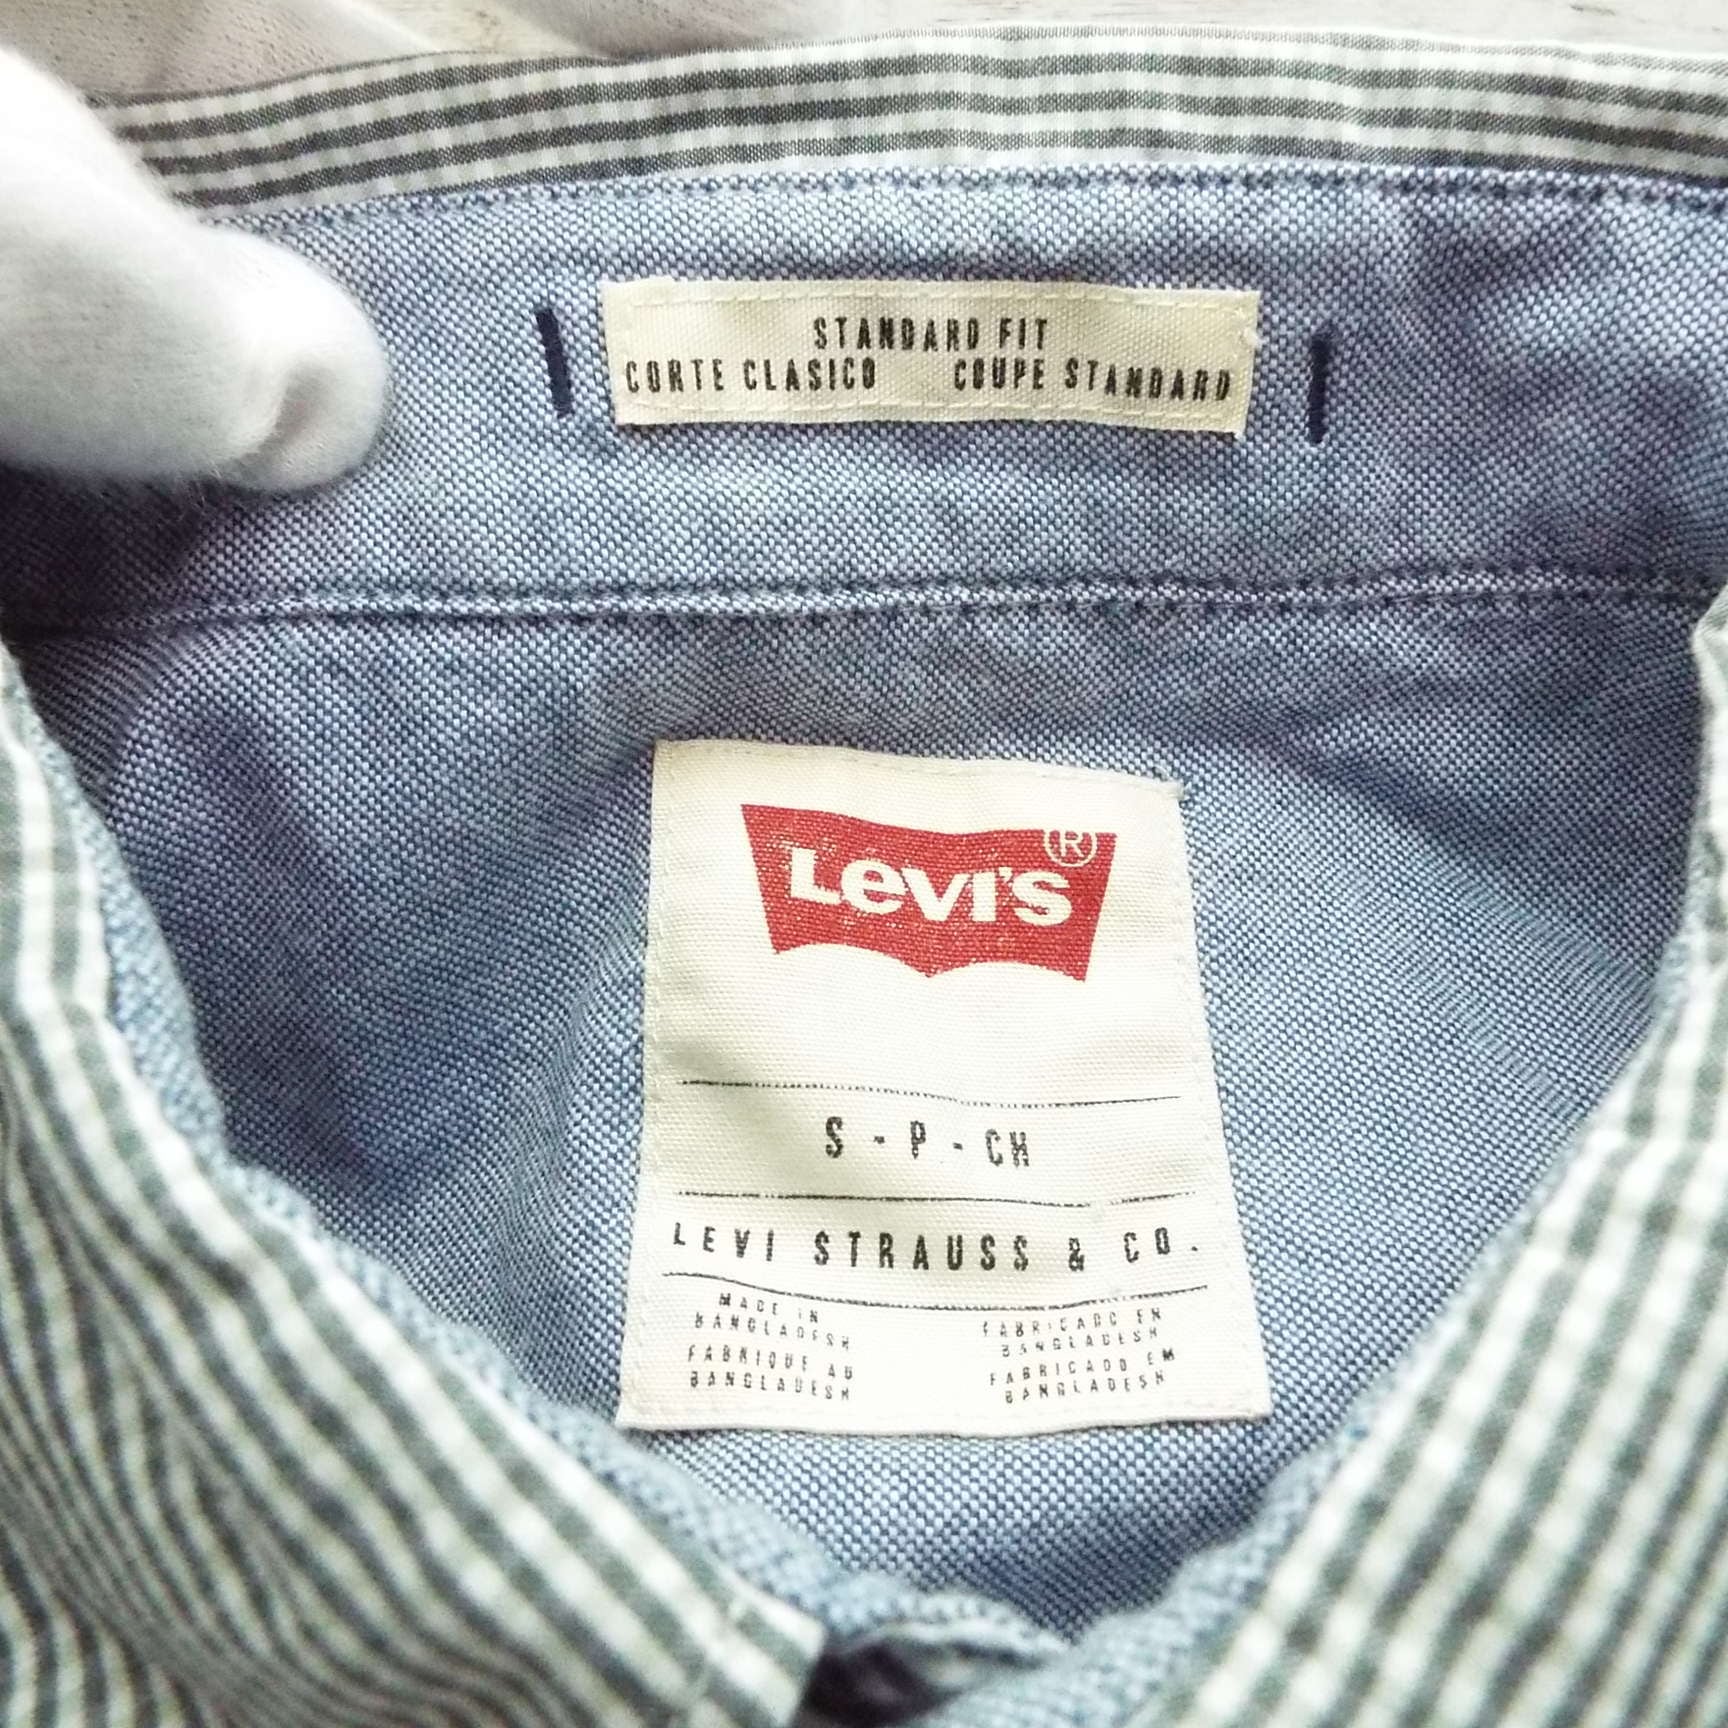 STANDARD FIT
CORTE CLASICO COUPE STANDARD
Levi's ®
S - P - CH
LEVI STRAUSS & CO.
MADE IN
BANGLADESH
FABRIQUE AU
BANGLADESH
FABRICADO EN
BANGLADESH
FABRICADO EM
BANGLADESH